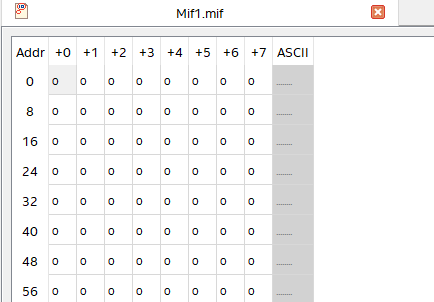 Mif1.mif
Addr +0 +1 +2 +3 +4 +5 +6 +7 ASCII
0 0 0 0 0 0 0 0 0 ........
8 0 0 0 0 0 0 0 0 ........
16 0 0 0 0 0 0 0 0 ........
24 0 0 0 0 0 0 0 0 ........
32 0 0 0 0 0 0 0 0 ........
40 0 0 0 0 0 0 0 0 ........
48 0 0 0 0 0 0 0 0 ........
56 0 0 0 0 0 0 0 0 ........